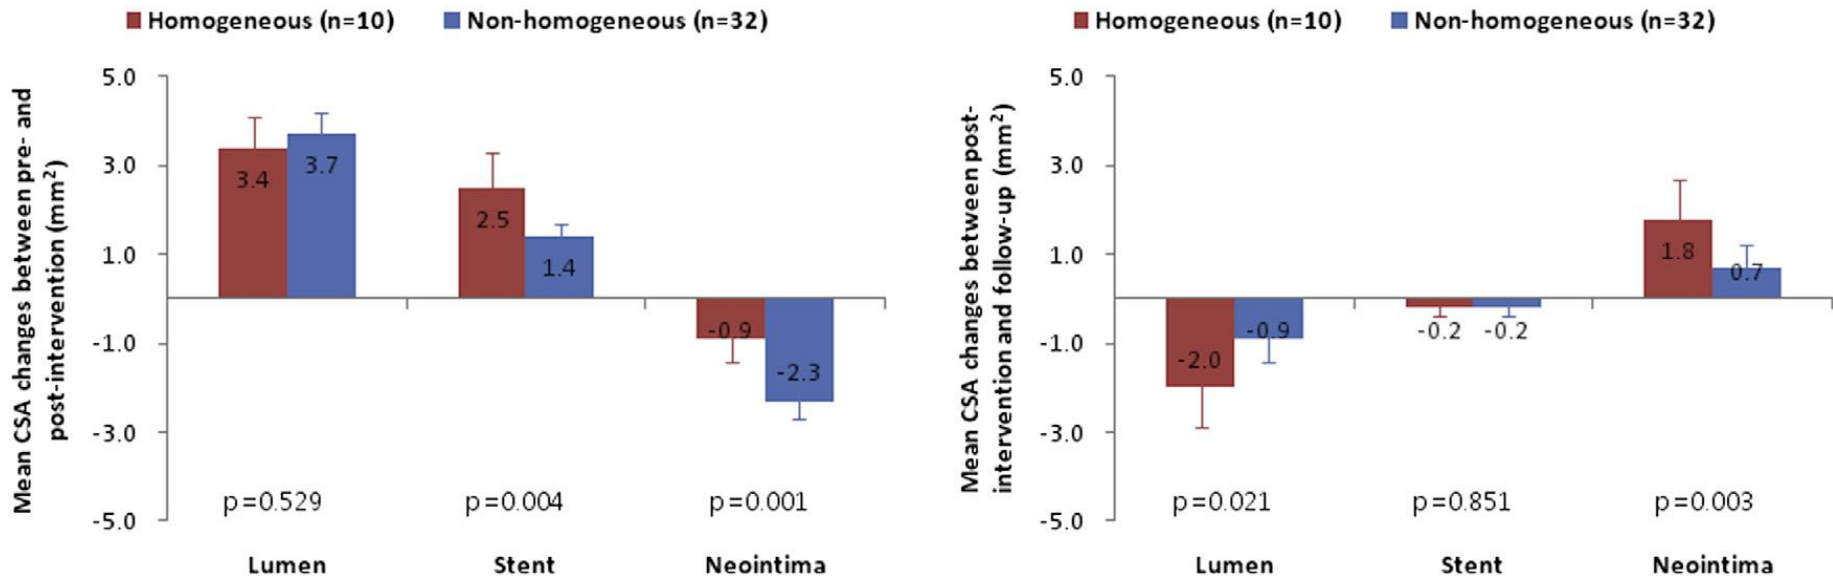 Homogeneous (n=10) Non-homogeneous (n=32)
Mean CSA changes between pre- and
post-intervention (mm²)
5.0
3.0
1.0
-1.0
-3.0
-5.0
3.4
3.7
2.5
1.4
-0.9
-2.3
p=0.529 p=0.004 p=0.001
Lumen Stent Neointima
Homogeneous (n=10) Non-homogeneous (n=32)
Mean CSA changes between post-
intervention and follow-up (mm²)
5.0
3.0
1.0
-1.0
-3.0
-5.0
-2.0
-0.9
-0.2
-0.2
1.8
0.7
p=0.021 p=0.851 p=0.003
Lumen Stent Neointima